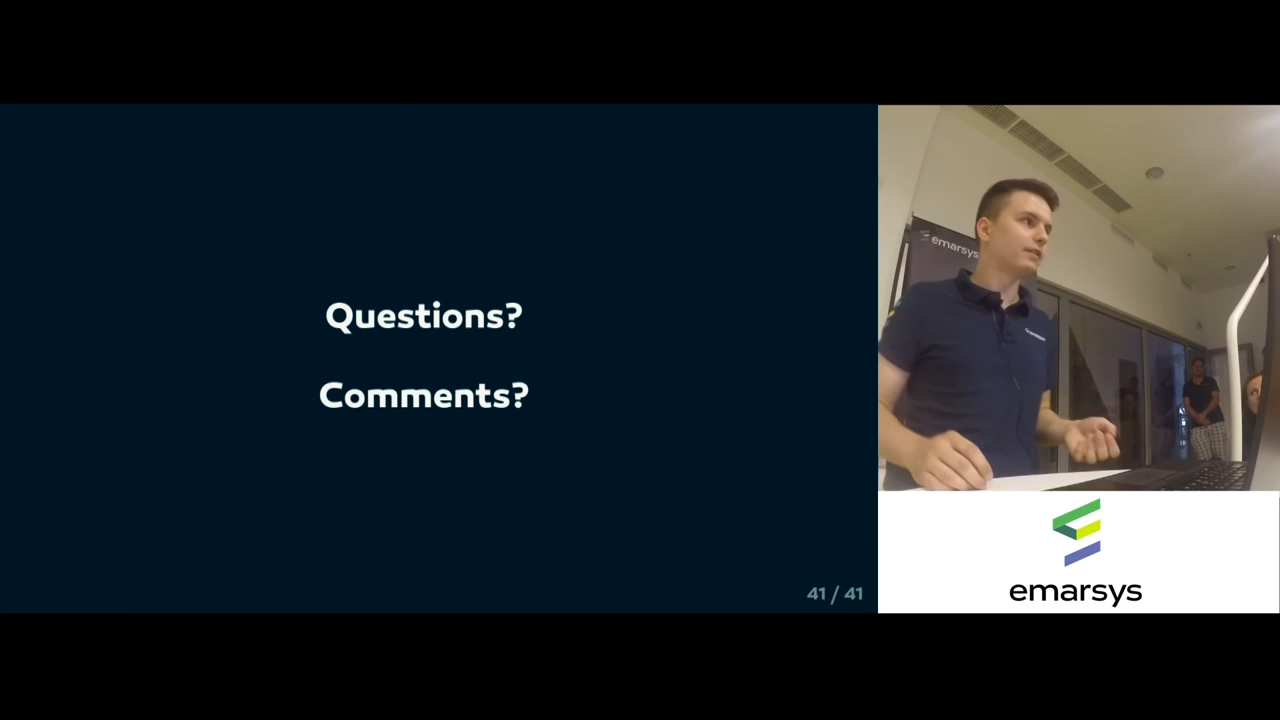 Questions?
Comments?
41 / 41
emarsys
emarsys